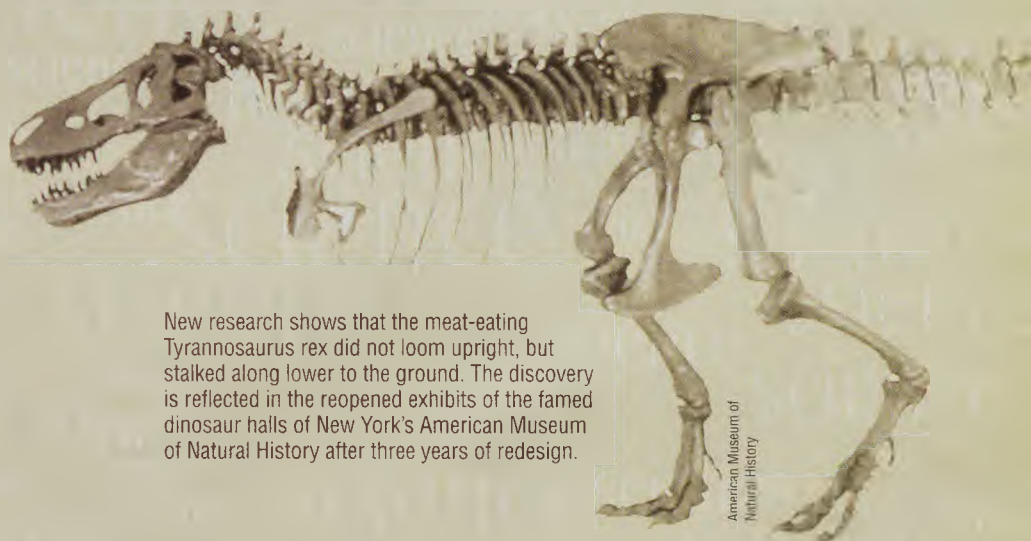 New research shows that the meat-eating
Tyrannosaurus rex did not loom upright, but
stalked along lower to the ground. The discovery
is reflected in the reopened exhibits of the famed
dinosaur halls of New York's American Museum
of Natural History after three years of redesign.
American Museum of
Natural History